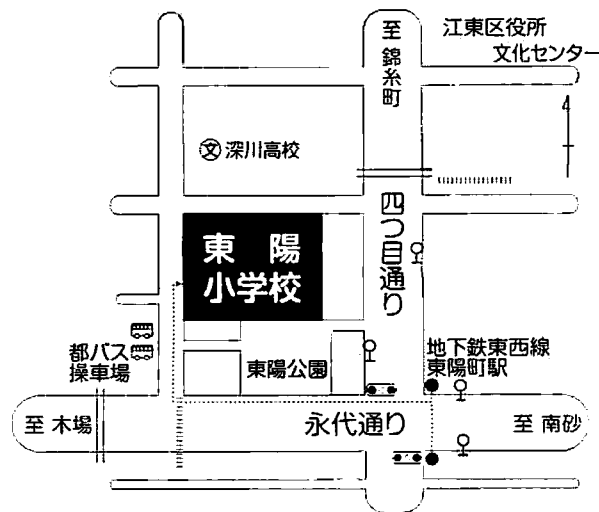 江東区役所
文化センター
至 錦糸町
4
文 深川高校
四つ目通り
東 陽
小学校
都バス
操車場
東陽公園
地下鉄東西線
東陽町駅
至 木場
永代通り
至 南砂